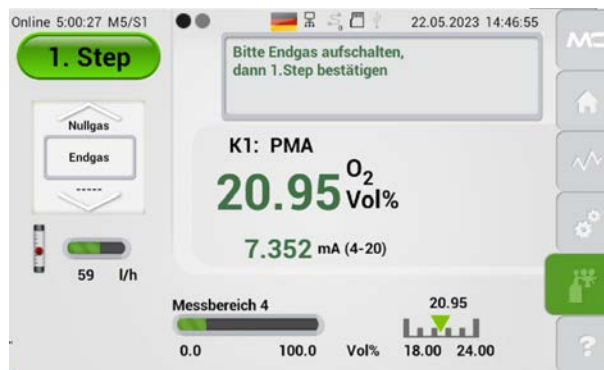 Online 5:00:27 M5/S1
22.05.2023 14:46:55
1. Step
Bitte Endgas aufschalten,
dann 1.Step bestätigen
MC
Nullgas
Endgas
-----
K1: PMA
20.95 O2 Vol%
7.352 mA (4-20)
59 l/h
Messbereich 4
20.95
0.0 100.0 Vol% 18.00 24.00
?